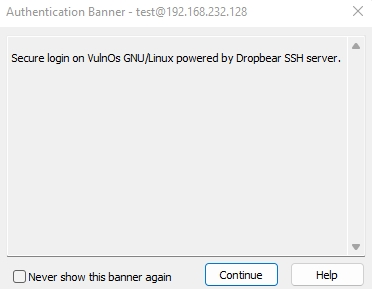 Authentication Banner - test@192.168.232.128
Secure login on VulnOs GNU/Linux powered by Dropbear SSH server.
Never show this banner again
Continue
Help